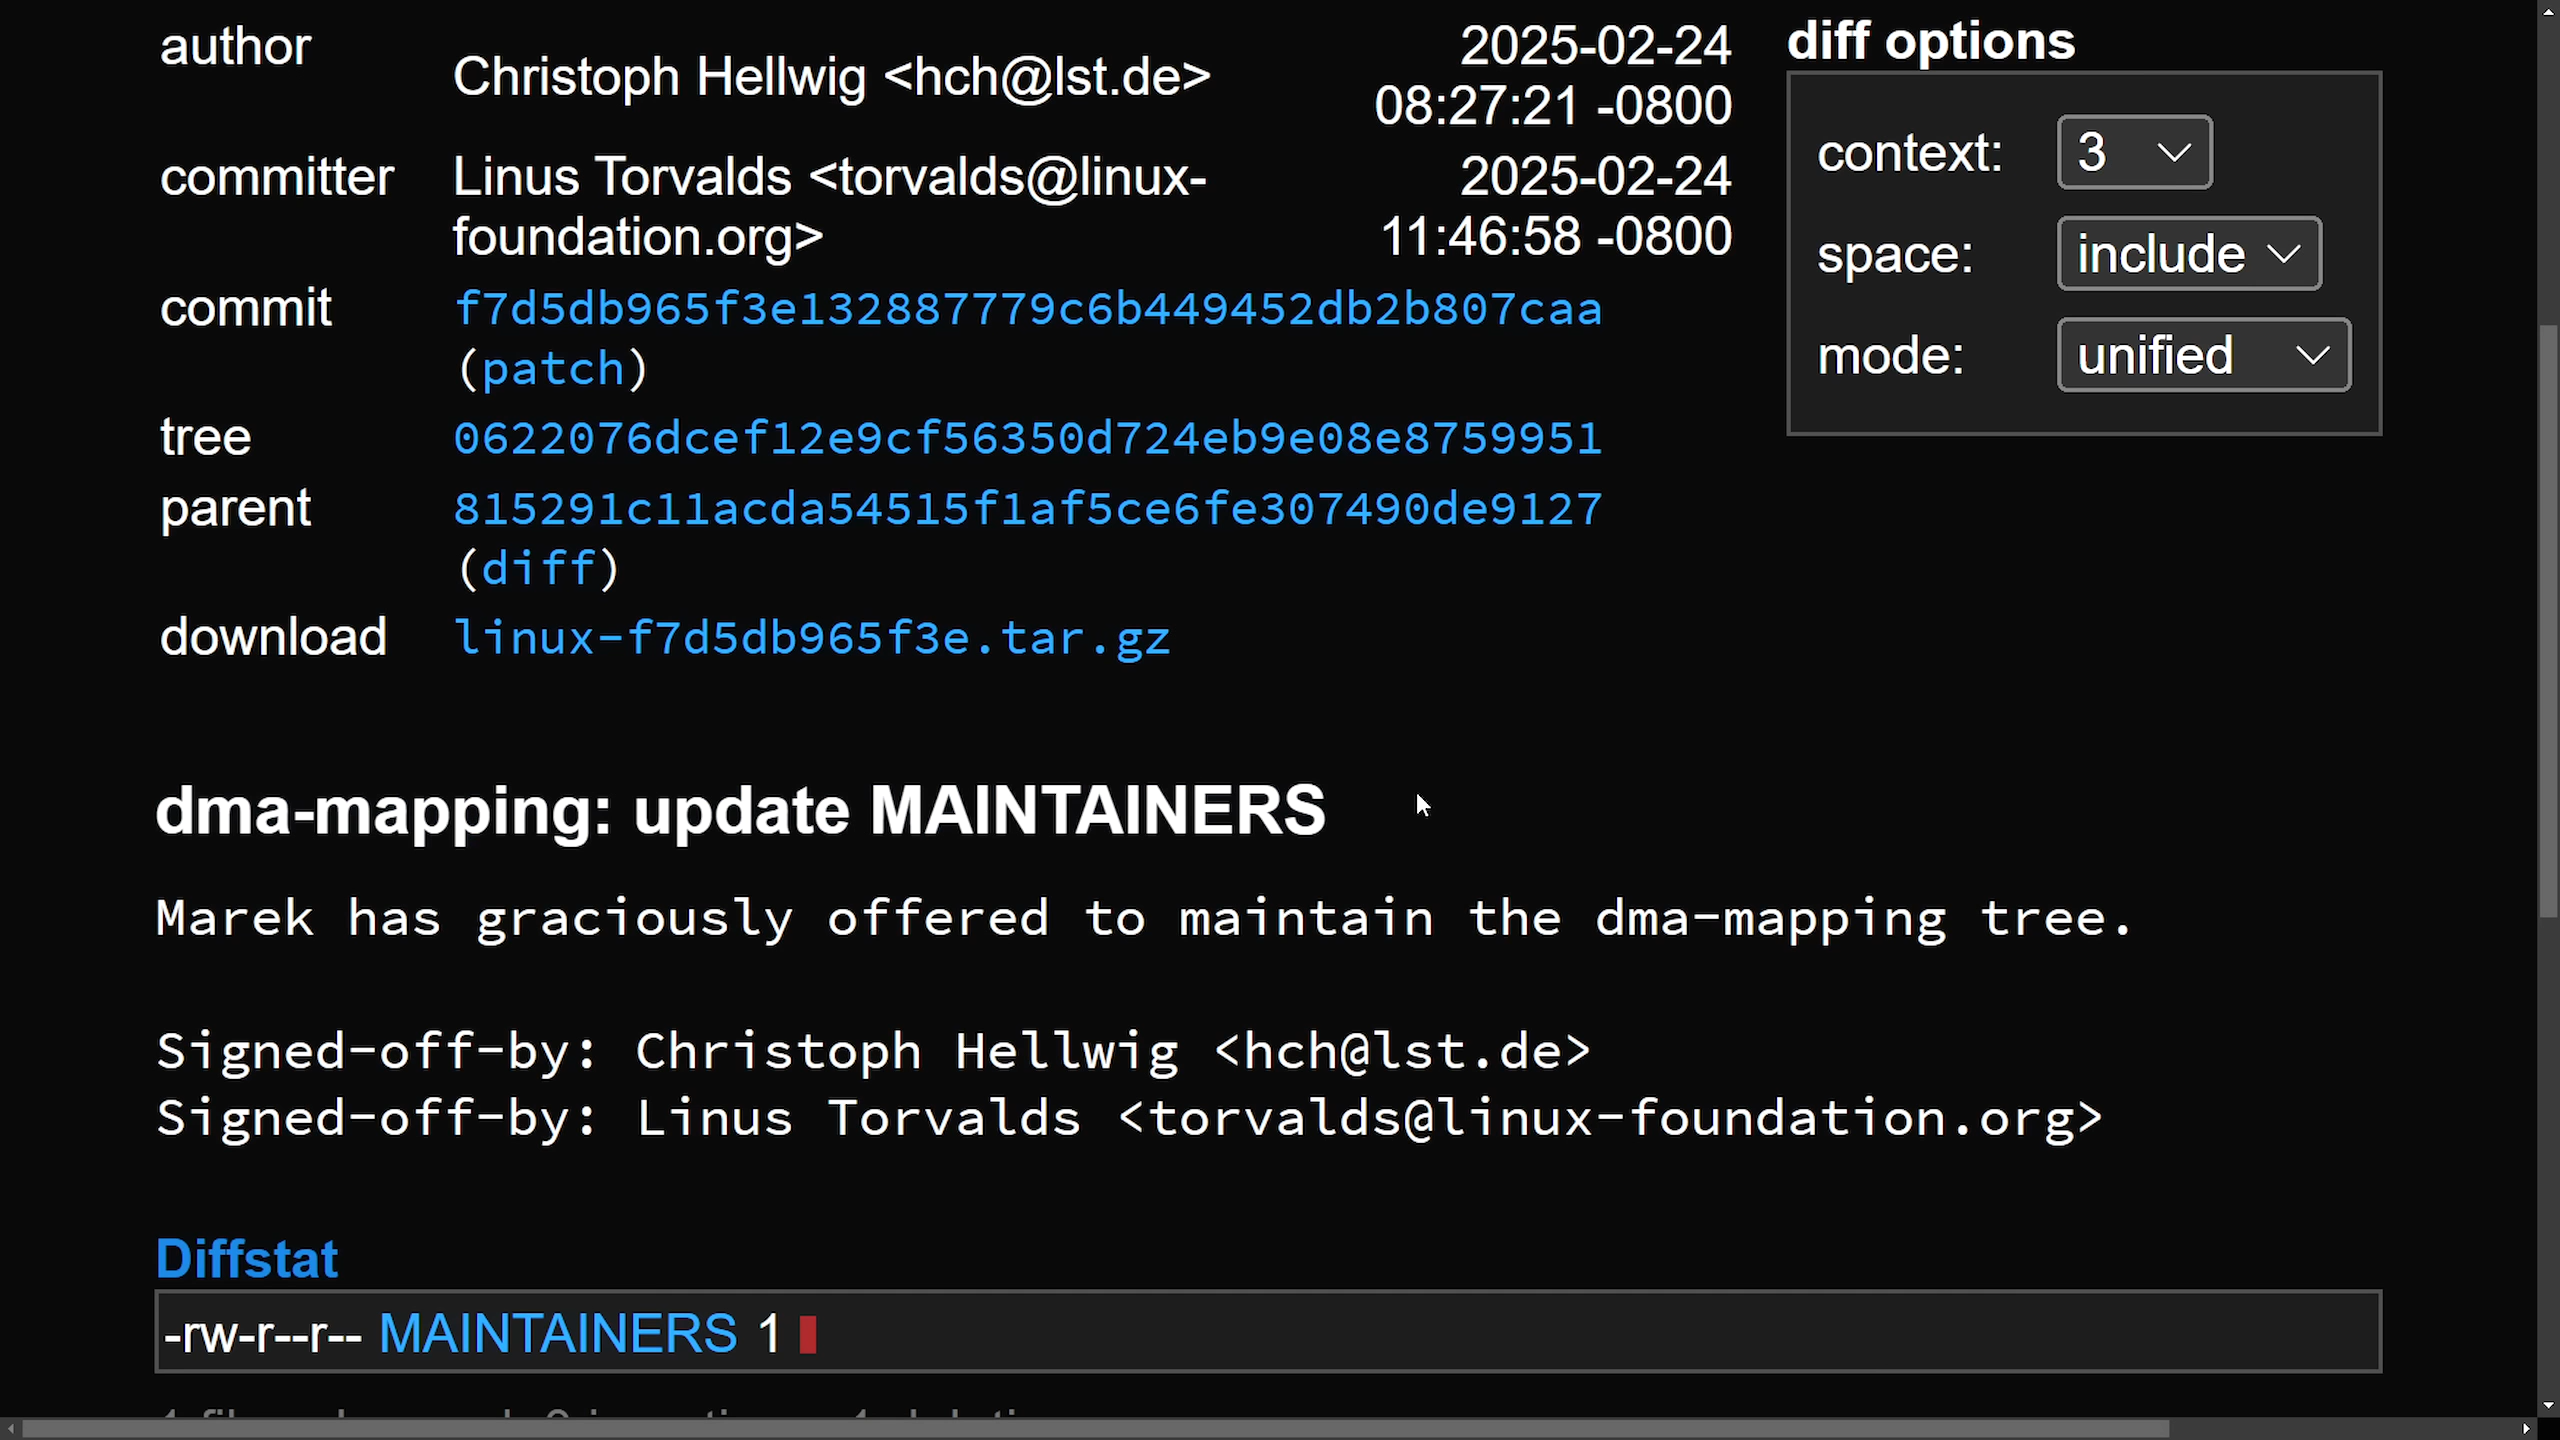 author Christoph Hellwig <hch@lst.de> 2025-02-24
08:27:21 -0800
committer Linus Torvalds <torvalds@linux-
foundation.org> 2025-02-24
11:46:58 -0800
commit f7d5db965f3e132887779c6b449452db2b807caa
(patch)
tree 0622076dcef12e9cf56350d724eb9e08e8759951
parent 815291c11acda54515f1af5ce6fe307490de9127
(diff)
download linux-f7d5db965f3e.tar.gz
diff options
context: 3
space: include
mode: unified
dma-mapping: update MAINTAINERS
Marek has graciously offered to maintain the dma-mapping tree.
Signed-off-by: Christoph Hellwig <hch@lst.de>
Signed-off-by: Linus Torvalds <torvalds@linux-foundation.org>
Diffstat
-rw-r--r-- MAINTAINERS 1